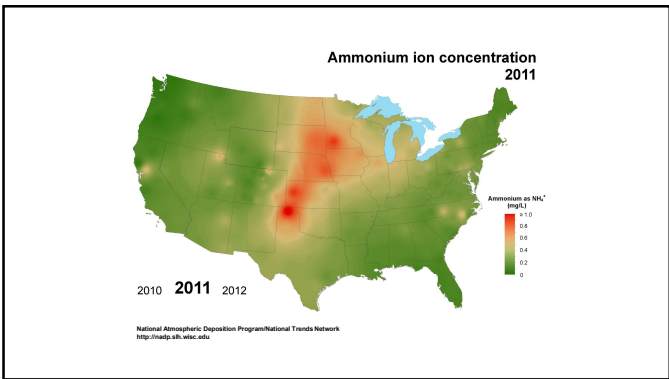 Ammonium ion concentration
2011
Ammonium as NH₄⁺
(mg/L)
≥ 1.0
0.8
0.6
0.4
0.2
0
2010 2011 2012
National Atmospheric Deposition Program/National Trends Network
http://nadp.slh.wisc.edu